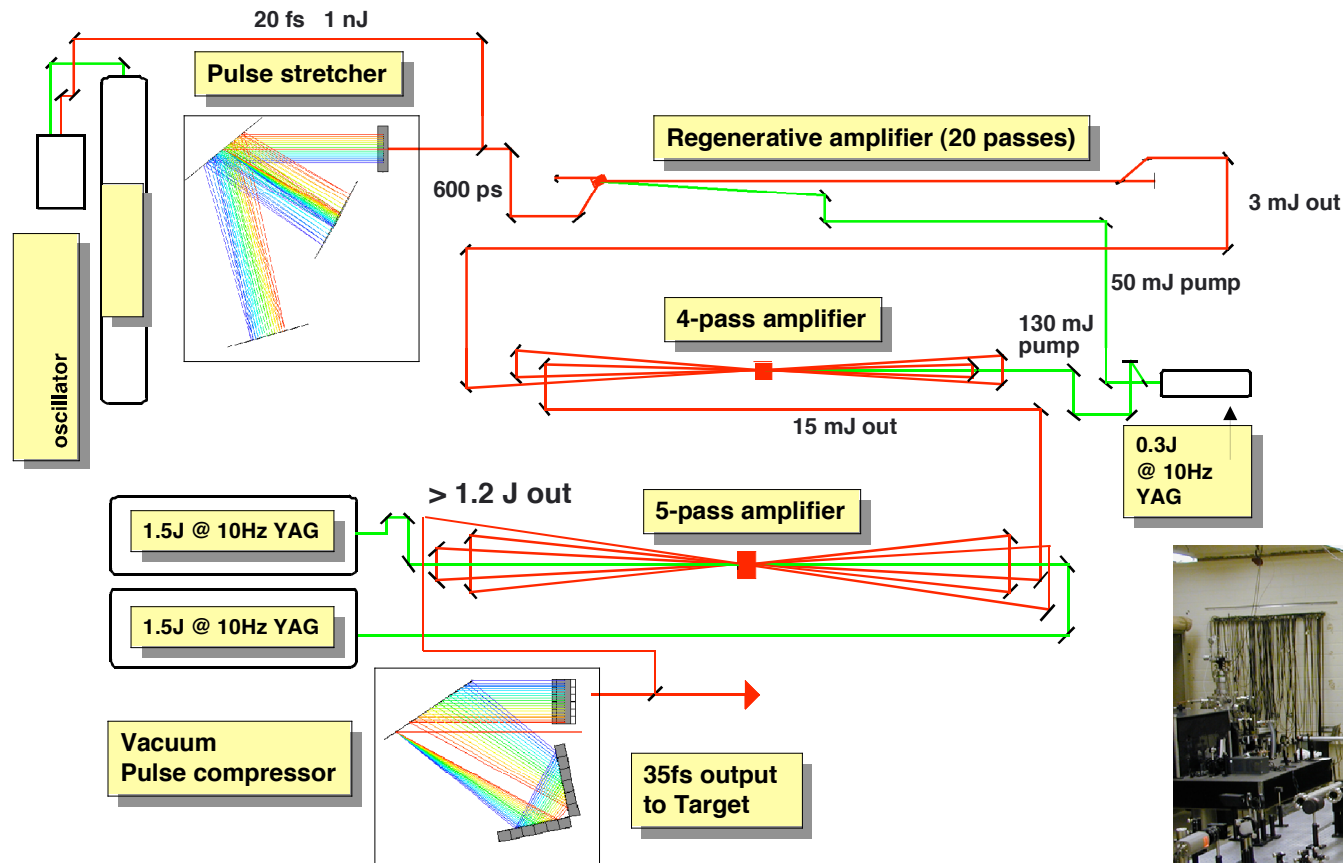 20 fs   1 nJ
Pulse stretcher
Regenerative amplifier (20 passes)
600 ps
3 mJ out
50 mJ pump
4-pass amplifier
130 mJ
pump
oscillator
15 mJ out
0.3J
@ 10Hz
YAG
> 1.2 J out
5-pass amplifier
1.5J @ 10Hz YAG
1.5J @ 10Hz YAG
Vacuum
Pulse compressor
35fs output
to Target